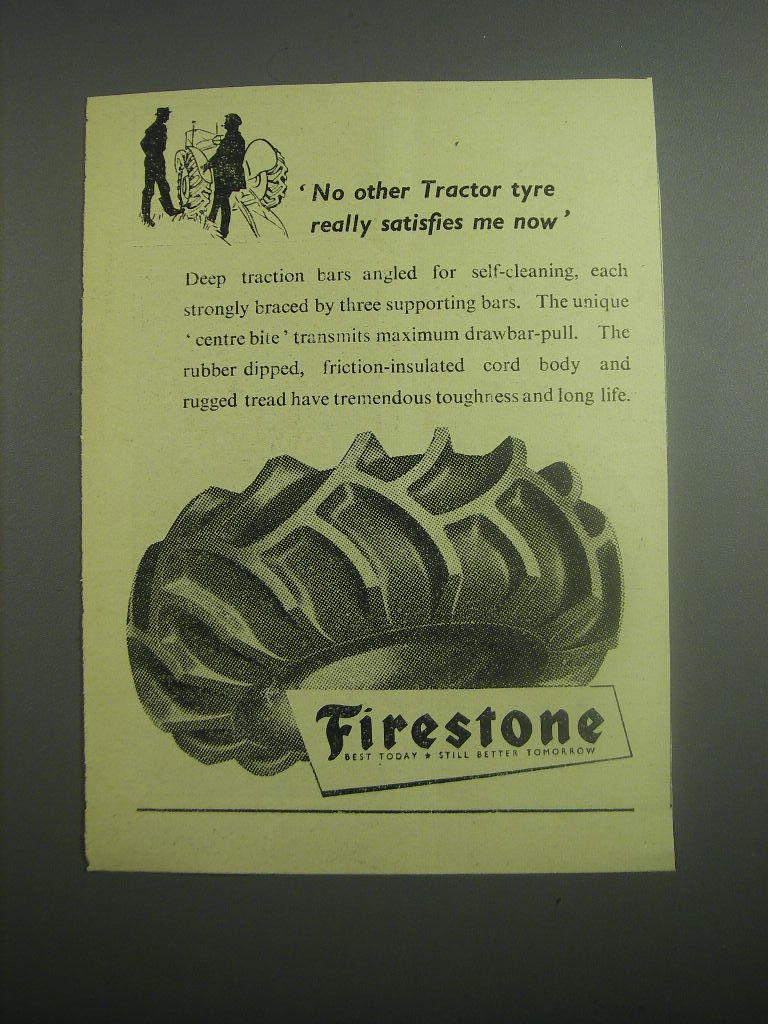 ‘No other Tractor tyre
really satisfies me now’
Deep traction bars angled for self-cleaning, each
strongly braced by three supporting bars. The unique
‘centre bite’ transmits maximum drawbar-pull. The
rubber dipped, friction-insulated cord body and
rugged tread have tremendous toughness and long life.
Firestone
BEST TODAY ★ STILL BETTER TOMORROW